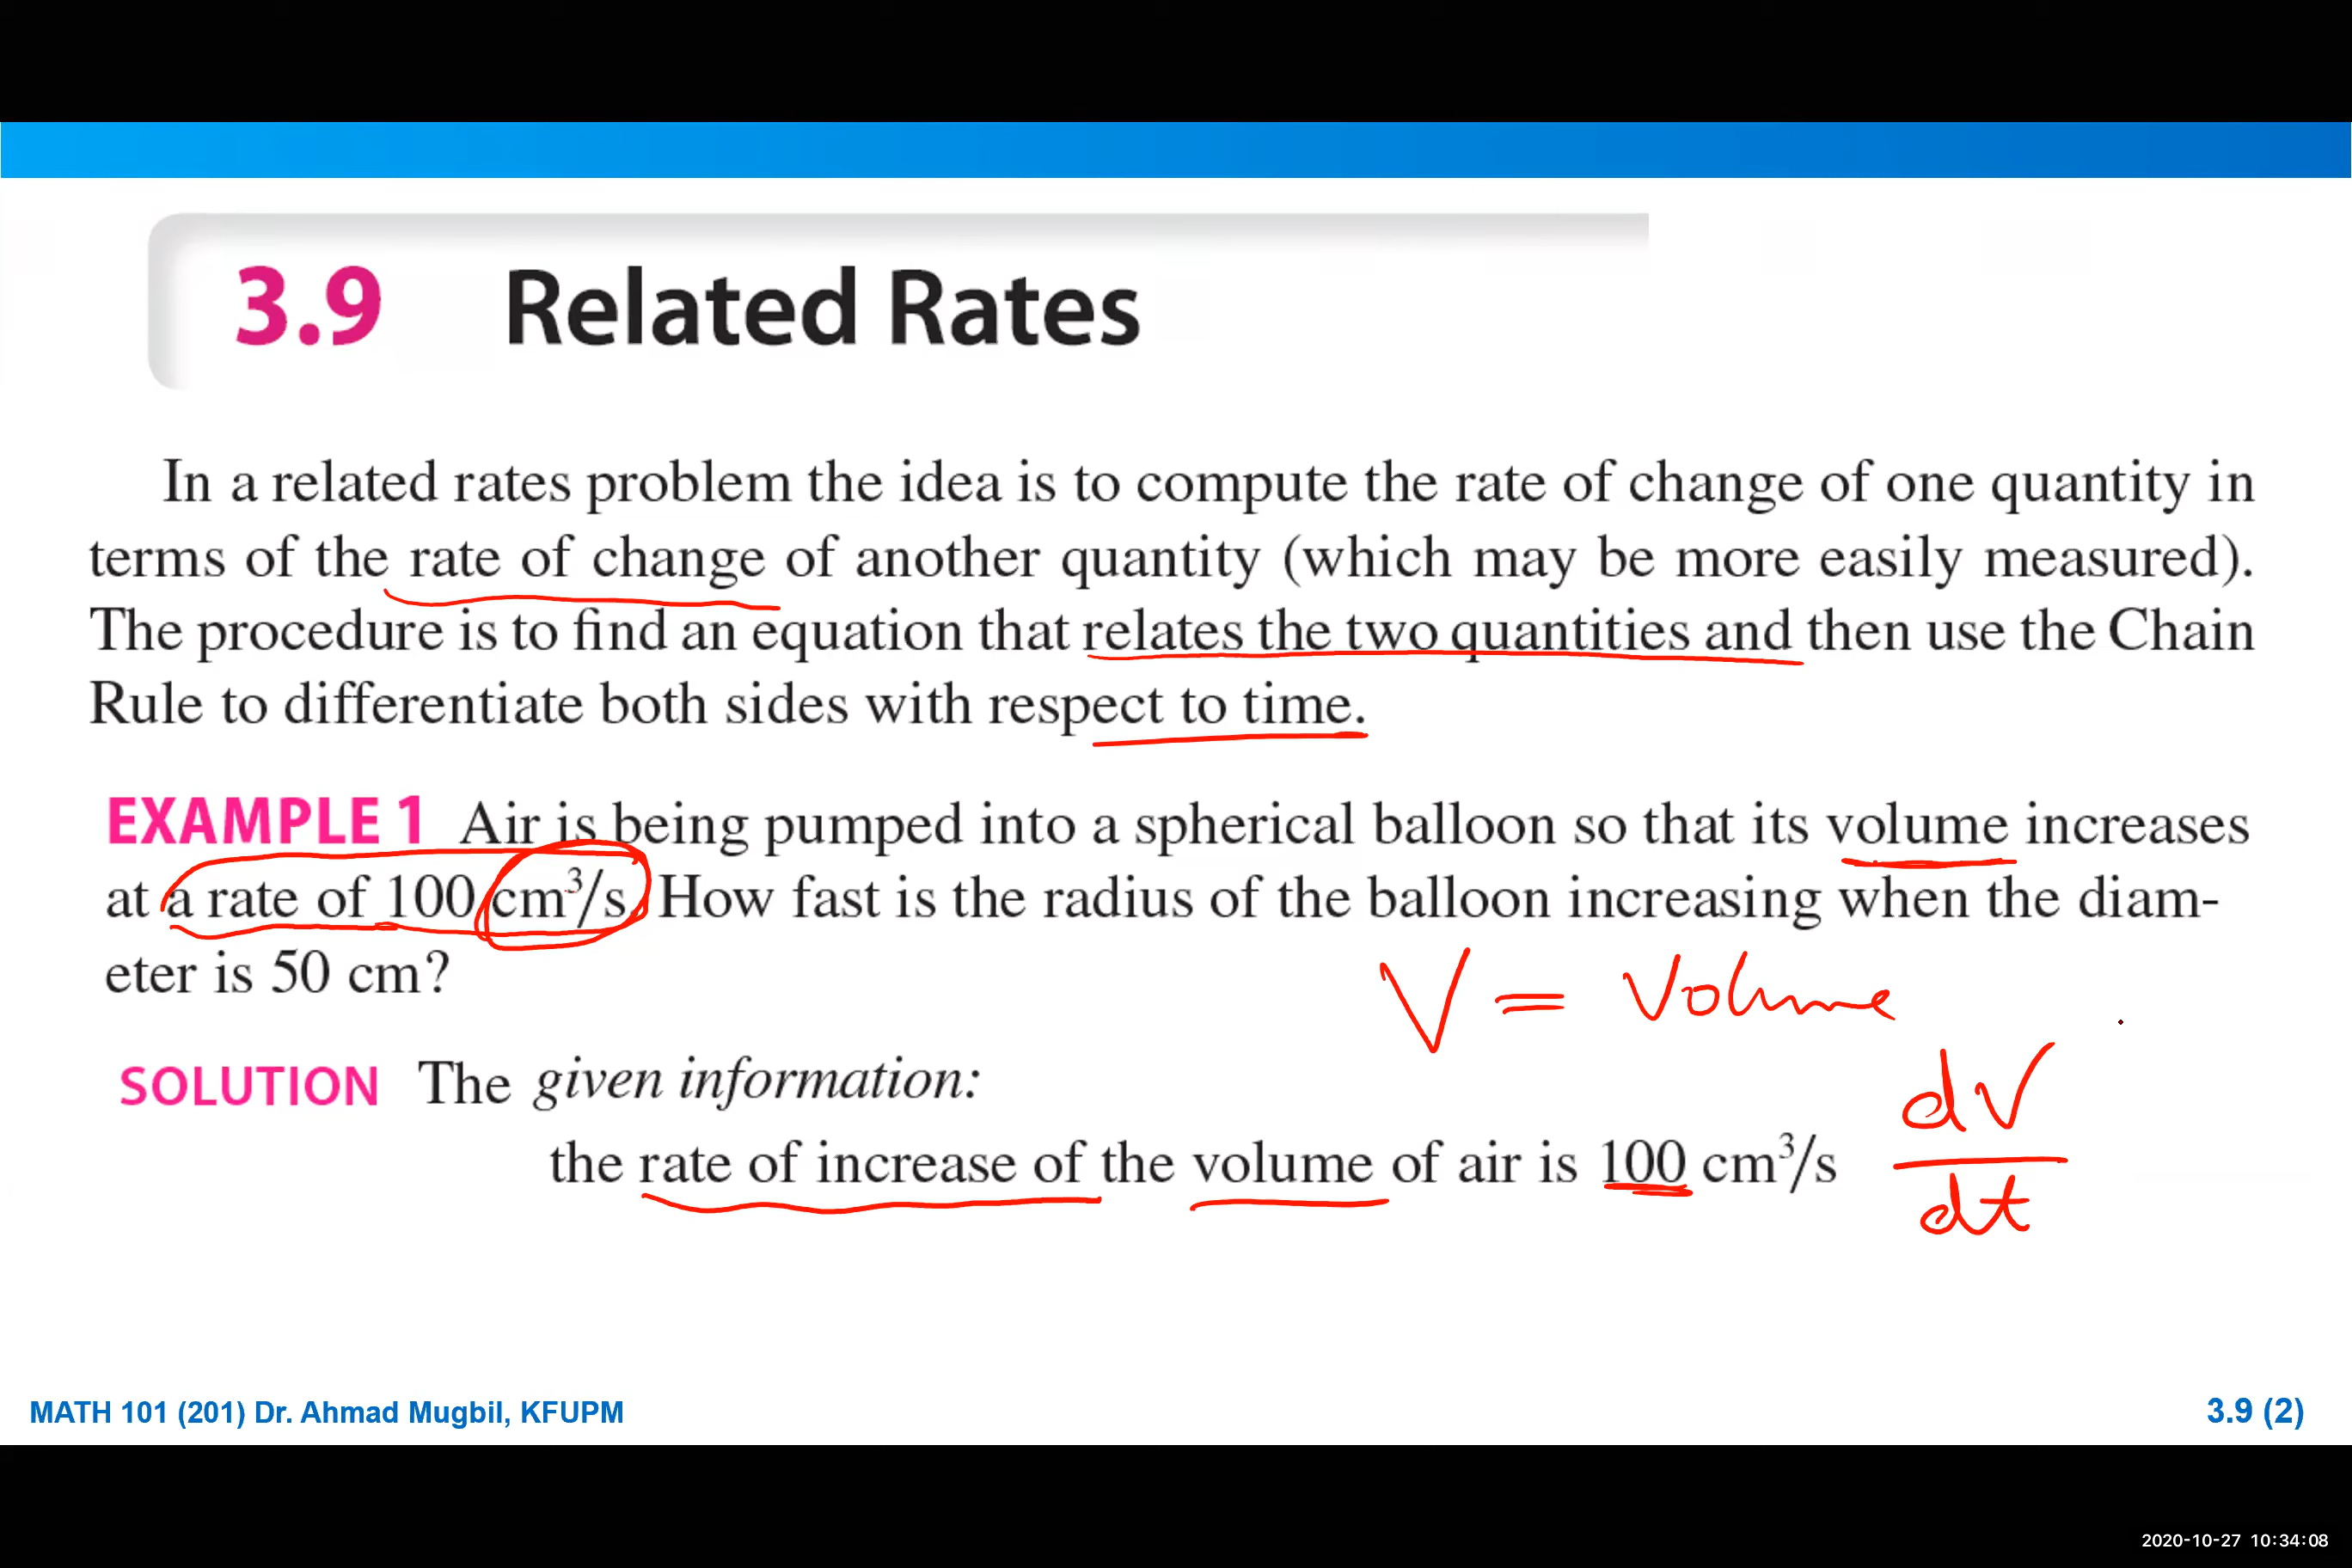 3.9 Related Rates
In a related rates problem the idea is to compute the rate of change of one quantity in
terms of the rate of change of another quantity (which may be more easily measured).
The procedure is to find an equation that relates the two quantities and then use the Chain
Rule to differentiate both sides with respect to time.
EXAMPLE 1 Air is being pumped into a spherical balloon so that its volume increases
at a rate of 100 cm³/s. How fast is the radius of the balloon increasing when the diam-
eter is 50 cm?
V = Volume
SOLUTION The given information:
the rate of increase of the volume of air is 100 cm³/s
dV
dt
MATH 101 (201) Dr. Ahmad Mugbil, KFUPM
3.9 (2)
2020-10-27 10:34:08